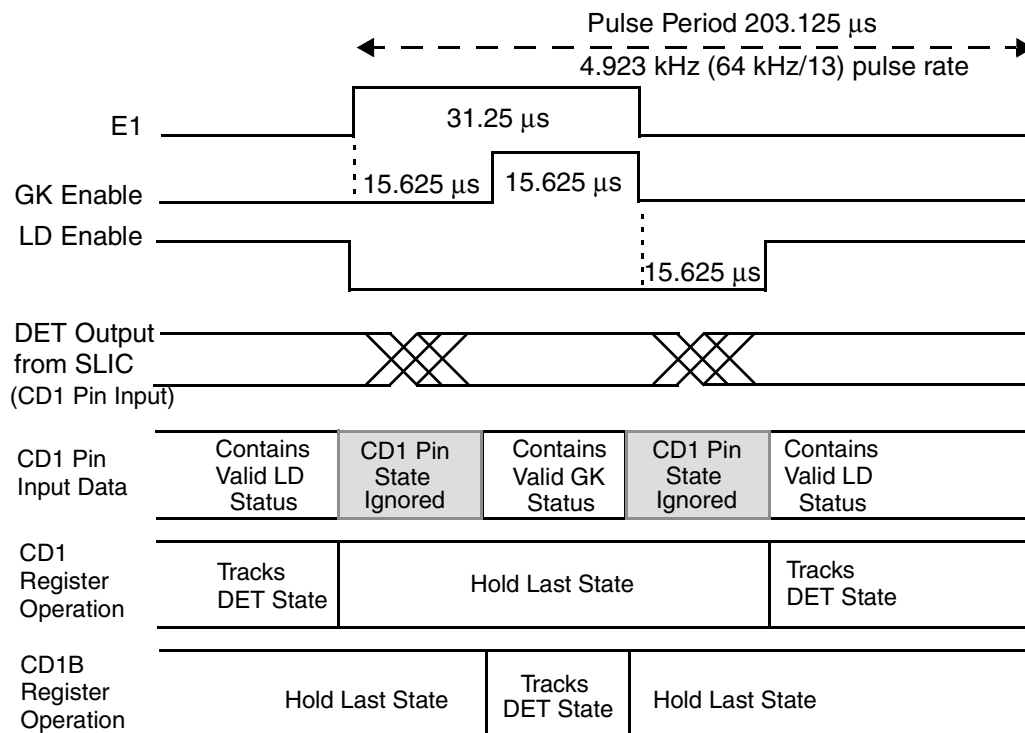 Pulse Period 203.125 μs
4.923 kHz (64 kHz/13) pulse rate
E1
31.25 μs
GK Enable
15.625 μs
15.625 μs
LD Enable
15.625 μs
DET Output
from SLIC
(CD1 Pin Input)
CD1 Pin
Input Data
Contains
Valid LD
Status
CD1 Pin
State
Ignored
Contains
Valid GK
Status
CD1 Pin
State
Ignored
Contains
Valid LD
Status
CD1
Register
Operation
Tracks
DET State
Hold Last State
Tracks
DET State
CD1B
Register
Operation
Hold Last State
Tracks
DET State
Hold Last State